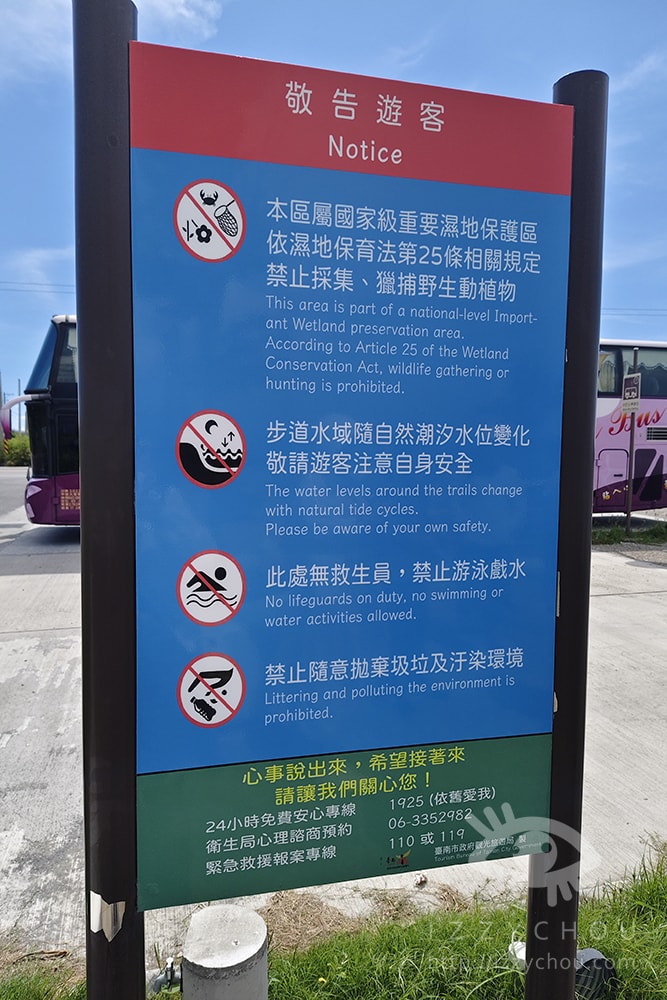 敬告遊客
Notice
本區屬國家級重要濕地保護區
依濕地保育法第25條相關規定
禁止採集、獵捕野生動植物
This area is part of a national-level Import-
ant Wetland preservation area.
According to Article 25 of the Wetland
Conservation Act, wildlife gathering or
hunting is prohibited.
步道水域隨自然潮汐水位變化
敬請遊客注意自身安全
The water levels around the trails change
with natural tide cycles.
Please be aware of your own safety.
此處無救生員，禁止游泳戲水
No lifeguards on duty, no swimming or
water activities allowed.
禁止隨意拋棄圾垃及汙染環境
Littering and polluting the environment is
prohibited.
心事說出來，希望接著來
請讓我們關心您！
24小時免費安心專線 1925 (依舊愛我)
衛生局心理諮商預約 06-3352982
緊急救援報案專線 110 或 119
臺南市政府觀光旅遊局 製
Tourism Bureau of Tainan City Government
Bus
IZZYCHOU
http://izzychou.com